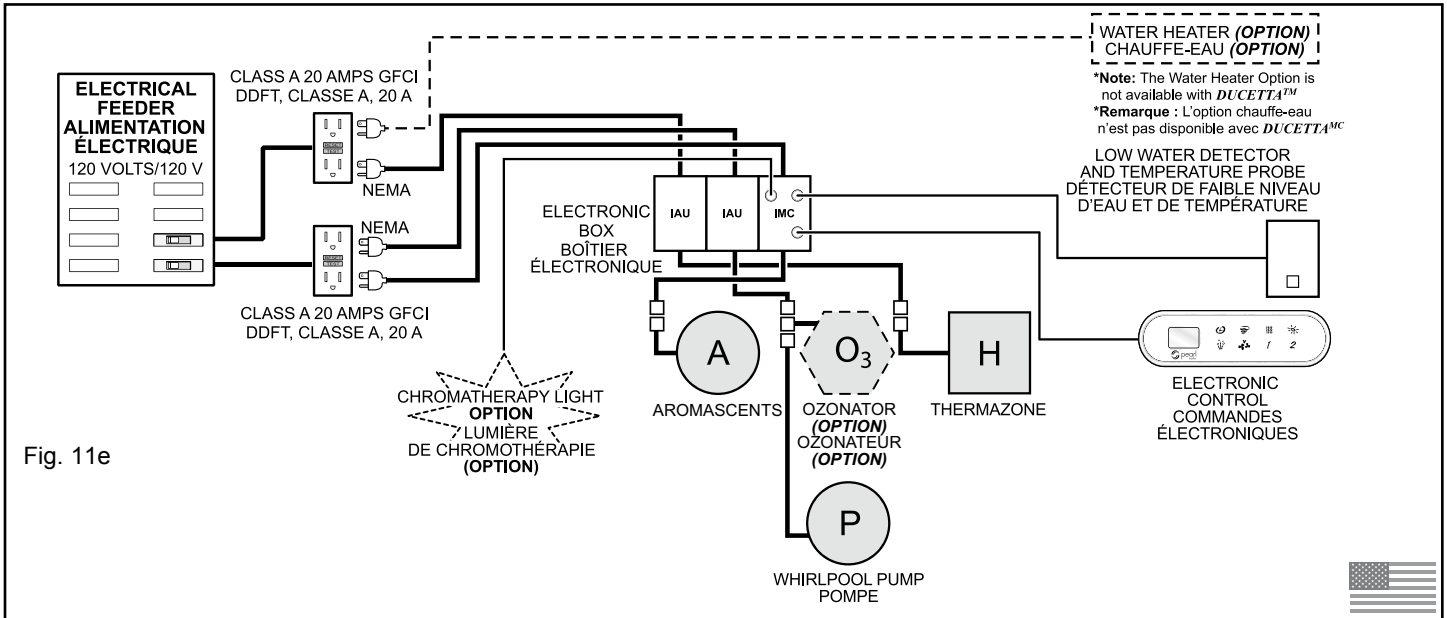 WATER HEATER (OPTION)
CHAUFFE-EAU (OPTION)
*Note: The Water Heater Option is
not available with DUCETTA™
*Remarque : L'option chauffe-eau
n'est pas disponible avec DUCETTAMC
CLASS A 20 AMPS GFCI
DDFT, CLASSE A, 20 A
ELECTRICAL
FEEDER
ALIMENTATION
ÉLECTRIQUE
120 VOLTS/120 V
NEMA
NEMA
CLASS A 20 AMPS GFCI
DDFT, CLASSE A, 20 A
LOW WATER DETECTOR
AND TEMPERATURE PROBE
DÉTECTEUR DE FAIBLE NIVEAU
D'EAU ET DE TEMPÉRATURE
ELECTRONIC
BOX
BOÎTIER
ÉLECTRONIQUE
IAU
IAU
IMC
CHROMATHERAPY LIGHT
OPTION
LUMIÈRE
DE CHROMOTHÉRAPIE
(OPTION)
A
AROMASCENTS
O3
OZONATOR
(OPTION)
OZONATEUR
(OPTION)
H
THERMAZONE
pearl
1 2
ELECTRONIC
CONTROL
COMMANDES
ÉLECTRONIQUES
P
WHIRLPOOL PUMP
POMPE
Fig. 11e